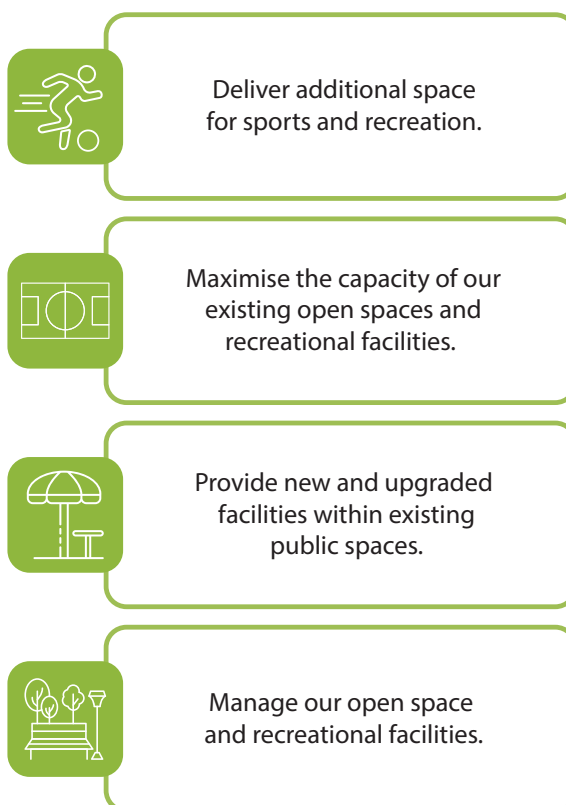 Deliver additional space
for sports and recreation.
Maximise the capacity of our
existing open spaces and
recreational facilities.
Provide new and upgraded
facilities within existing
public spaces.
Manage our open space
and recreational facilities.